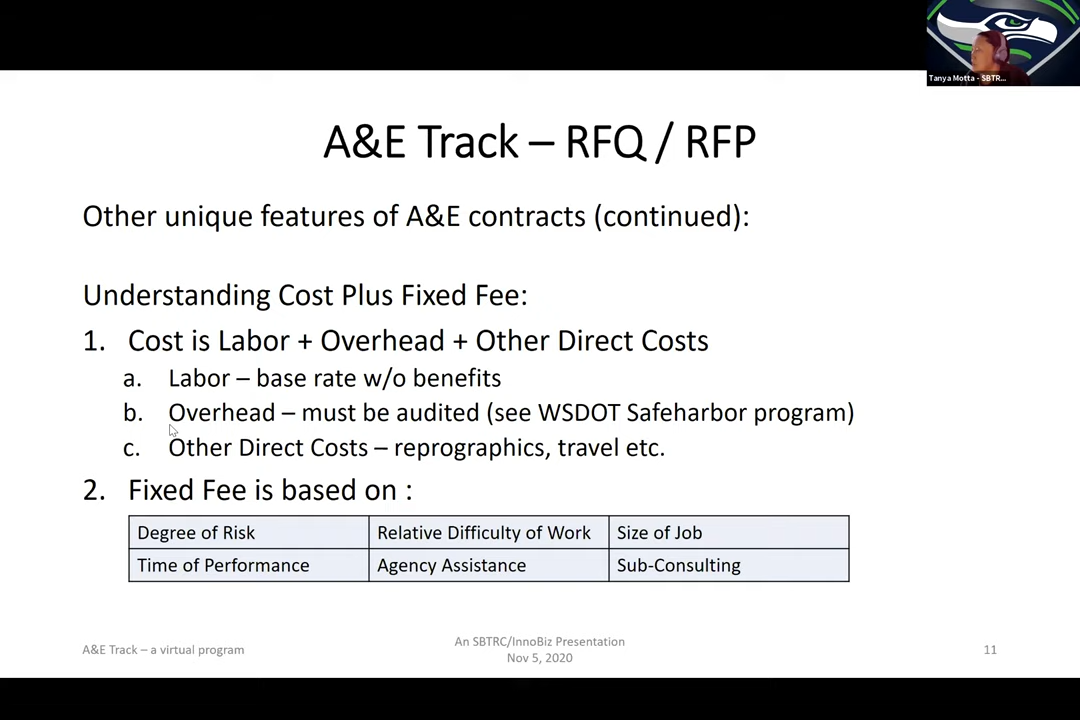 Tanya Motta - SBTR...
A&E Track – RFQ / RFP
Other unique features of A&E contracts (continued):
Understanding Cost Plus Fixed Fee:
1. Cost is Labor + Overhead + Other Direct Costs
a. Labor – base rate w/o benefits
b. Overhead – must be audited (see WSDOT Safeharbor program)
c. Other Direct Costs – reprographics, travel etc.
2. Fixed Fee is based on :
Degree of Risk Relative Difficulty of Work Size of Job
Time of Performance Agency Assistance Sub-Consulting
A&E Track – a virtual program
An SBTRC/InnoBiz Presentation
Nov 5, 2020
11